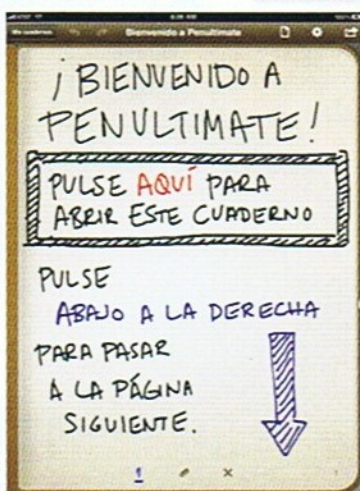 Bienvenido a Penultimate
¡ BIENVENIDO A
PENULTIMATE!
PULSE AQUÍ PARA
ABRIR ESTE CUADERNO
PULSE
ABAJO A LA DERECHA
PARA PASAR
A LA PÁGINA
SIGUIENTE.